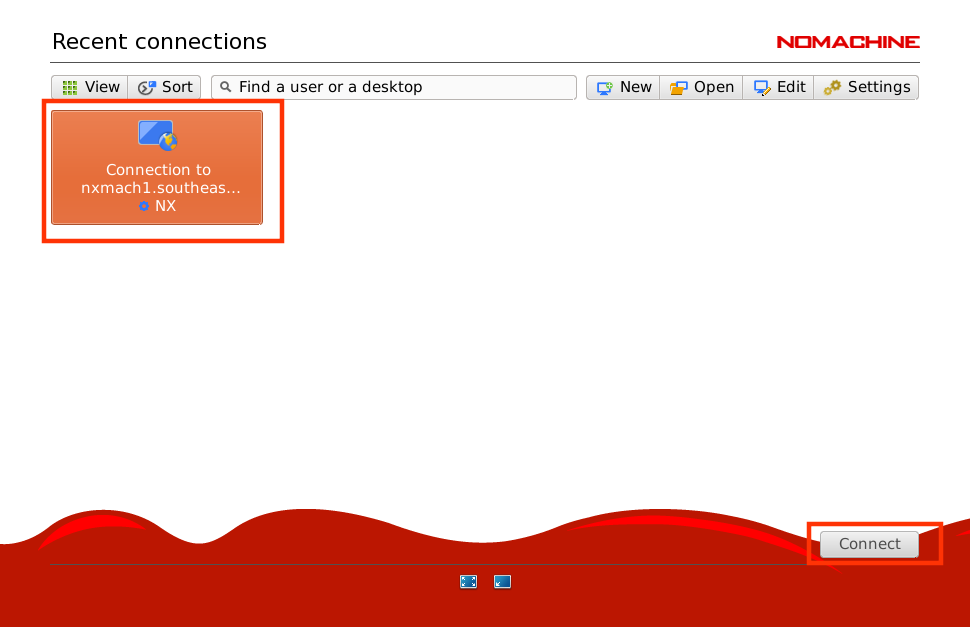 Recent connections
NOMACHINE
View Sort Find a user or a desktop New Open Edit Settings
Connection to
nxmach1.southeas...
NX
Connect